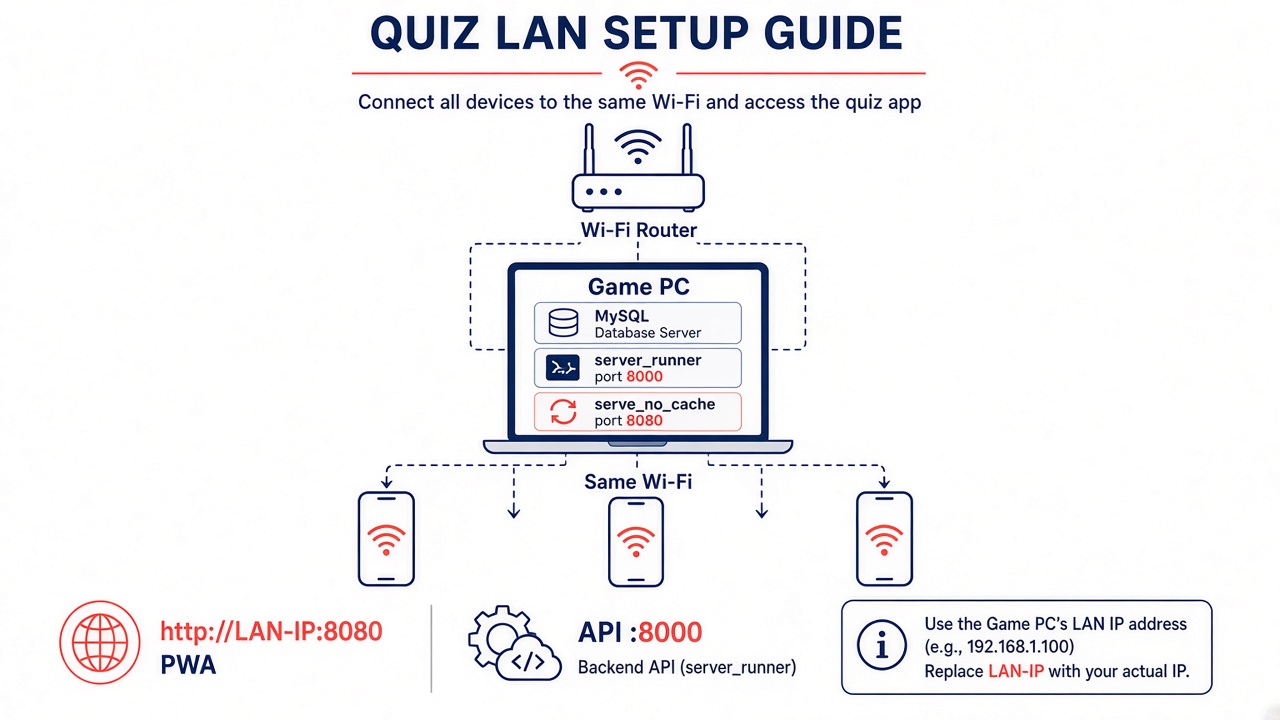 QUIZ LAN SETUP GUIDE
Connect all devices to the same Wi-Fi and access the quiz app
Wi-Fi Router
Game PC
MySQL
Database Server
server_runner
port 8000
serve_no_cache
port 8080
Same Wi-Fi
http://LAN-IP:8080
PWA
</>
API :8000
Backend API (server_runner)
i
Use the Game PC's LAN IP address
(e.g., 192.168.1.100)
Replace LAN-IP with your actual IP.